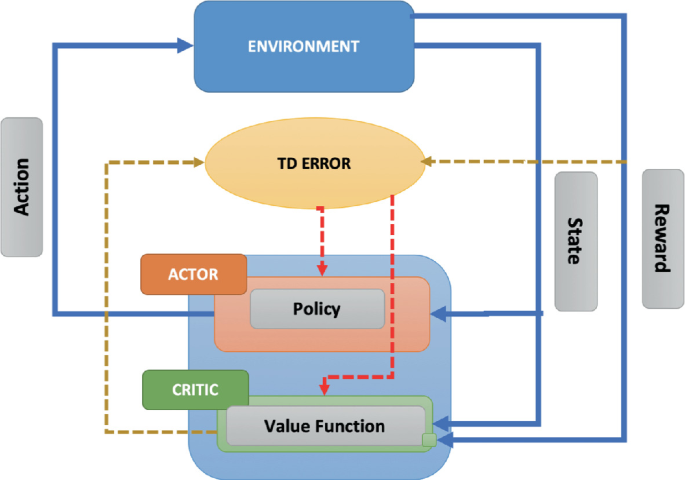 ENVIRONMENT
TD ERROR
Action
State
Reward
ACTOR
Policy
CRITIC
Value Function